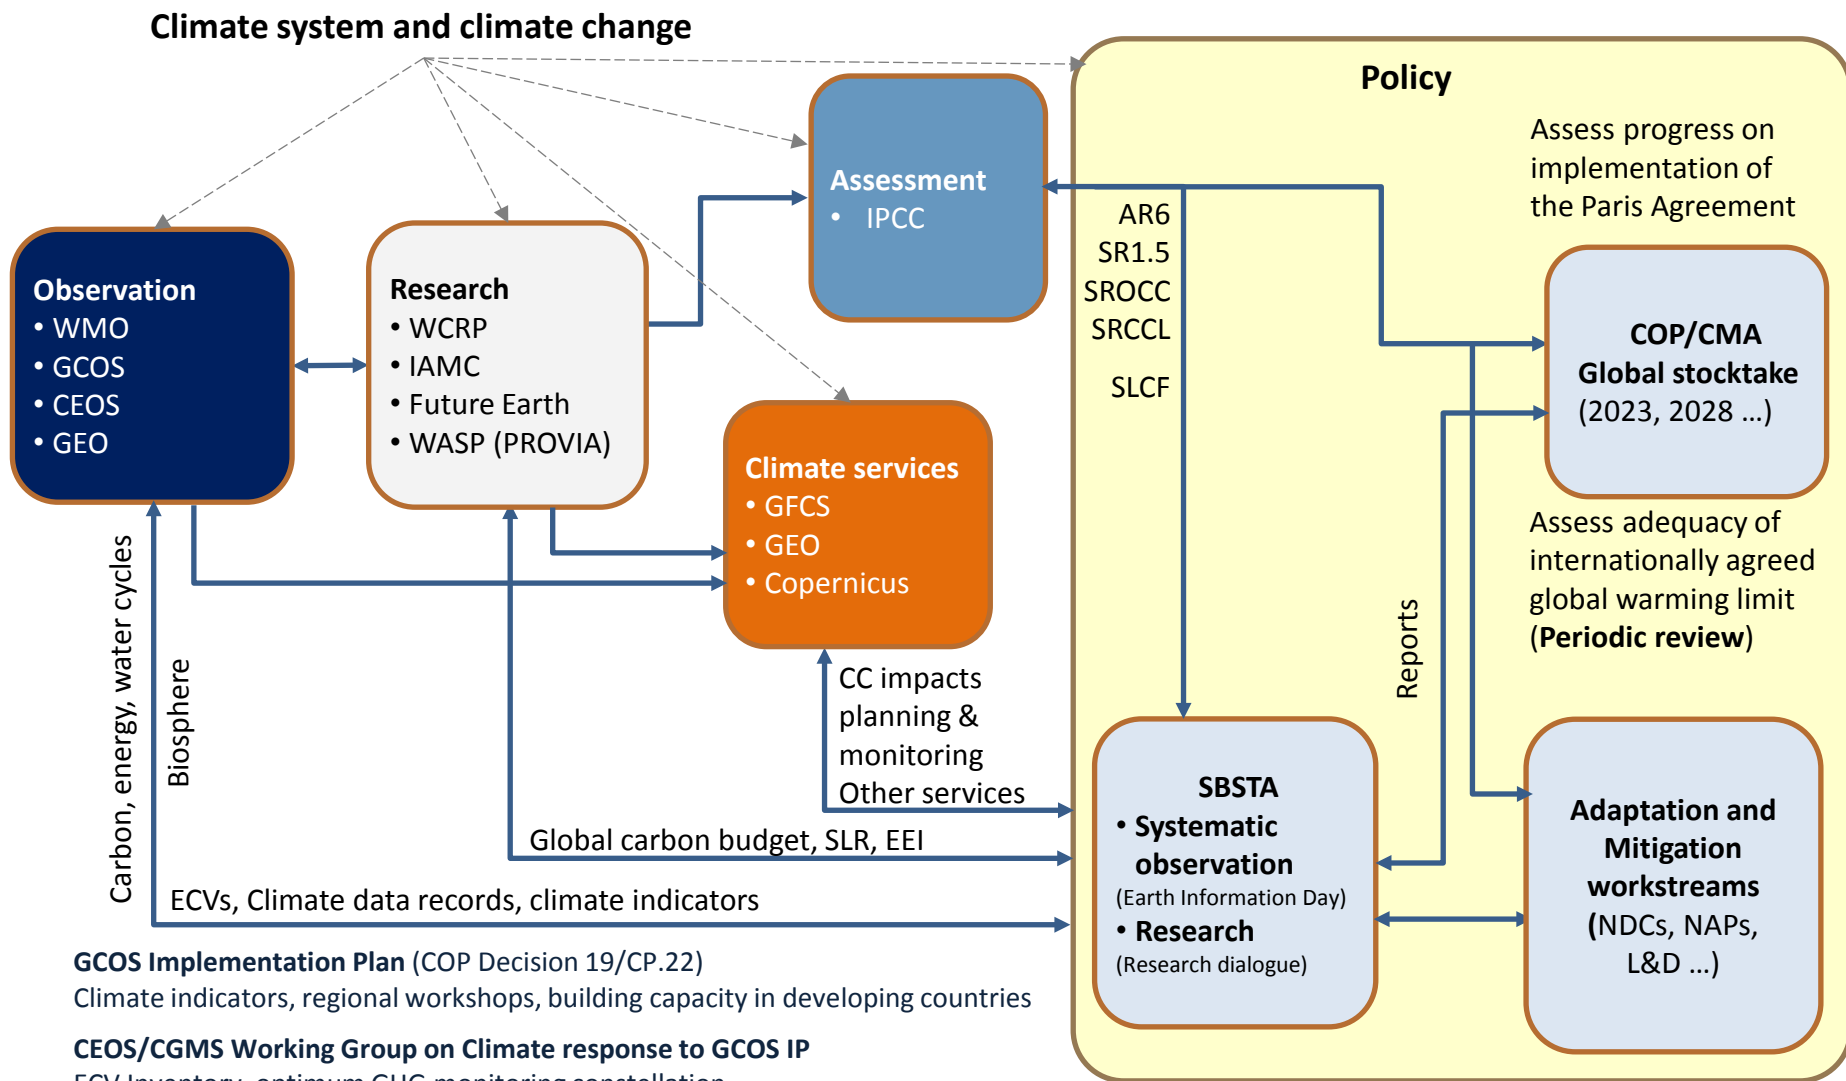 Climate system and climate change
Policy
Assess progress on
implementation of
the Paris Agreement
Assessment
• IPCC
AR6
SR1.5
SROCC
SRCCL
SLCF
Observation
• WMO
• GCOS
• CEOS
• GEO
Research
• WCRP
• IAMC
• Future Earth
• WASP (PROVIA)
COP/CMA
Global stocktake
(2023, 2028 ...)
Climate services
• GFCS
• GEO
• Copernicus
Assess adequacy of
internationally agreed
global warming limit
(Periodic review)
Carbon, energy, water cycles
Biosphere
CC impacts
planning &
monitoring
Other services
Reports
Global carbon budget, SLR, EEI
ECVs, Climate data records, climate indicators
SBSTA
• Systematic
observation
(Earth Information Day)
• Research
(Research dialogue)
Adaptation and
Mitigation
workstreams
(NDCs, NAPs,
L&D ...)
GCOS Implementation Plan (COP Decision 19/CP.22)
Climate indicators, regional workshops, building capacity in developing countries
CEOS/CGMS Working Group on Climate response to GCOS IP
ECV Inventory, optimum GHG monitoring constellation